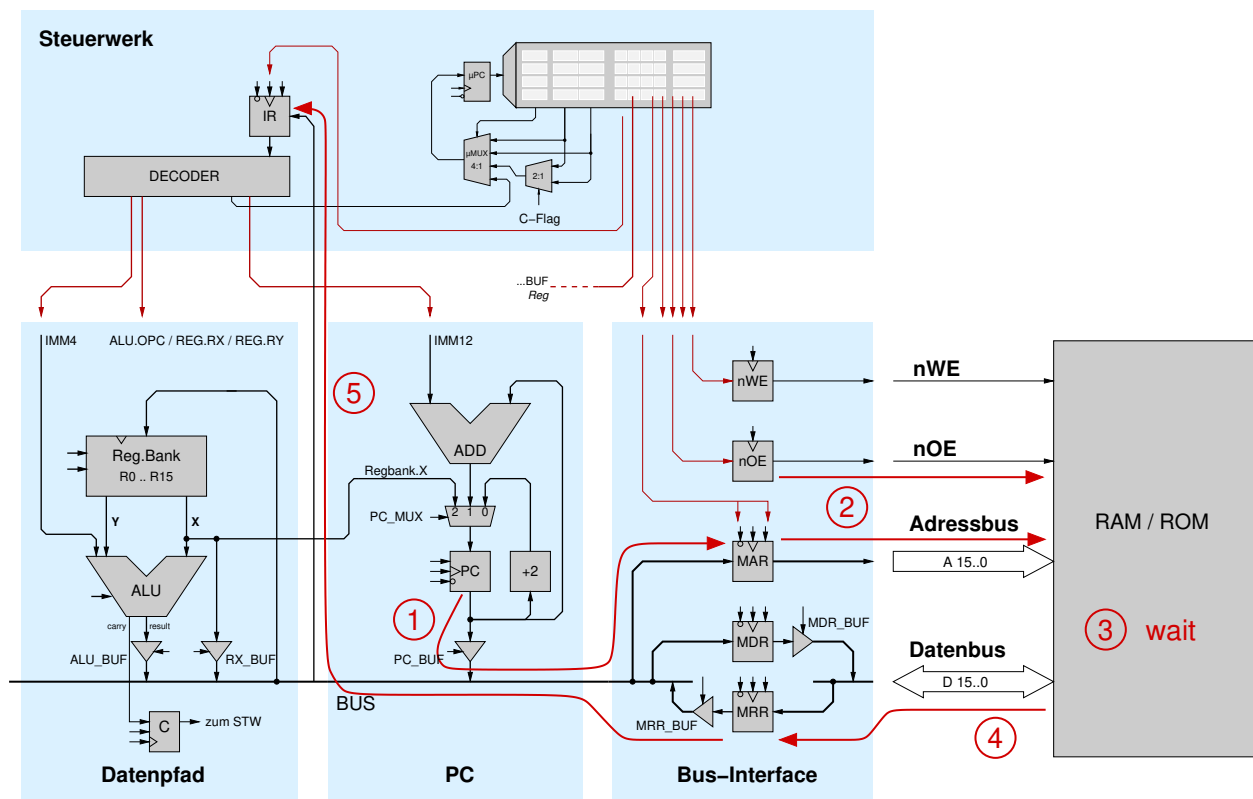 Steuerwerk
µPC
IR
µMUX
4:1
2:1
DECODER
C−Flag
...BUF
Reg
IMM4
ALU.OPC / REG.RX / REG.RY
IMM12
nWE
nWE
5
ADD
Reg.Bank
R0 .. R15
nOE
nOE
Regbank.X
2 1 0
2
Y
X
PC_MUX
Adressbus
RAM / ROM
MAR
A 15..0
PC
+2
ALU
1
carry
result
3 wait
MDR
MDR_BUF
ALU_BUF
RX_BUF
PC_BUF
Datenbus
D 15..0
BUS
MRR
MRR_BUF
C
zum STW
4
Datenpfad
PC
Bus−Interface